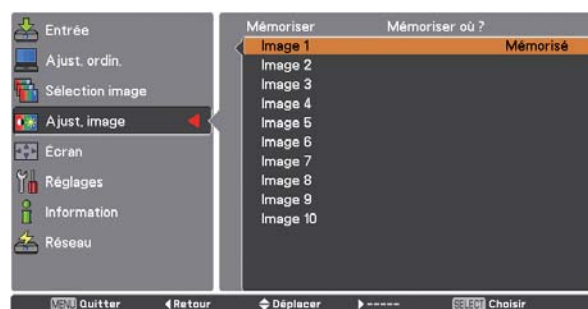 Entrée
Ajust. ordin.
Sélection image
Ajust. image
Écran
Réglages
Information
Réseau
Mémoriser Mémoriser où ?
Image 1 Mémorisé
Image 2
Image 3
Image 4
Image 5
Image 6
Image 7
Image 8
Image 9
Image 10
MENU Quitter Retour Déplacer ----- SELECT Choisir